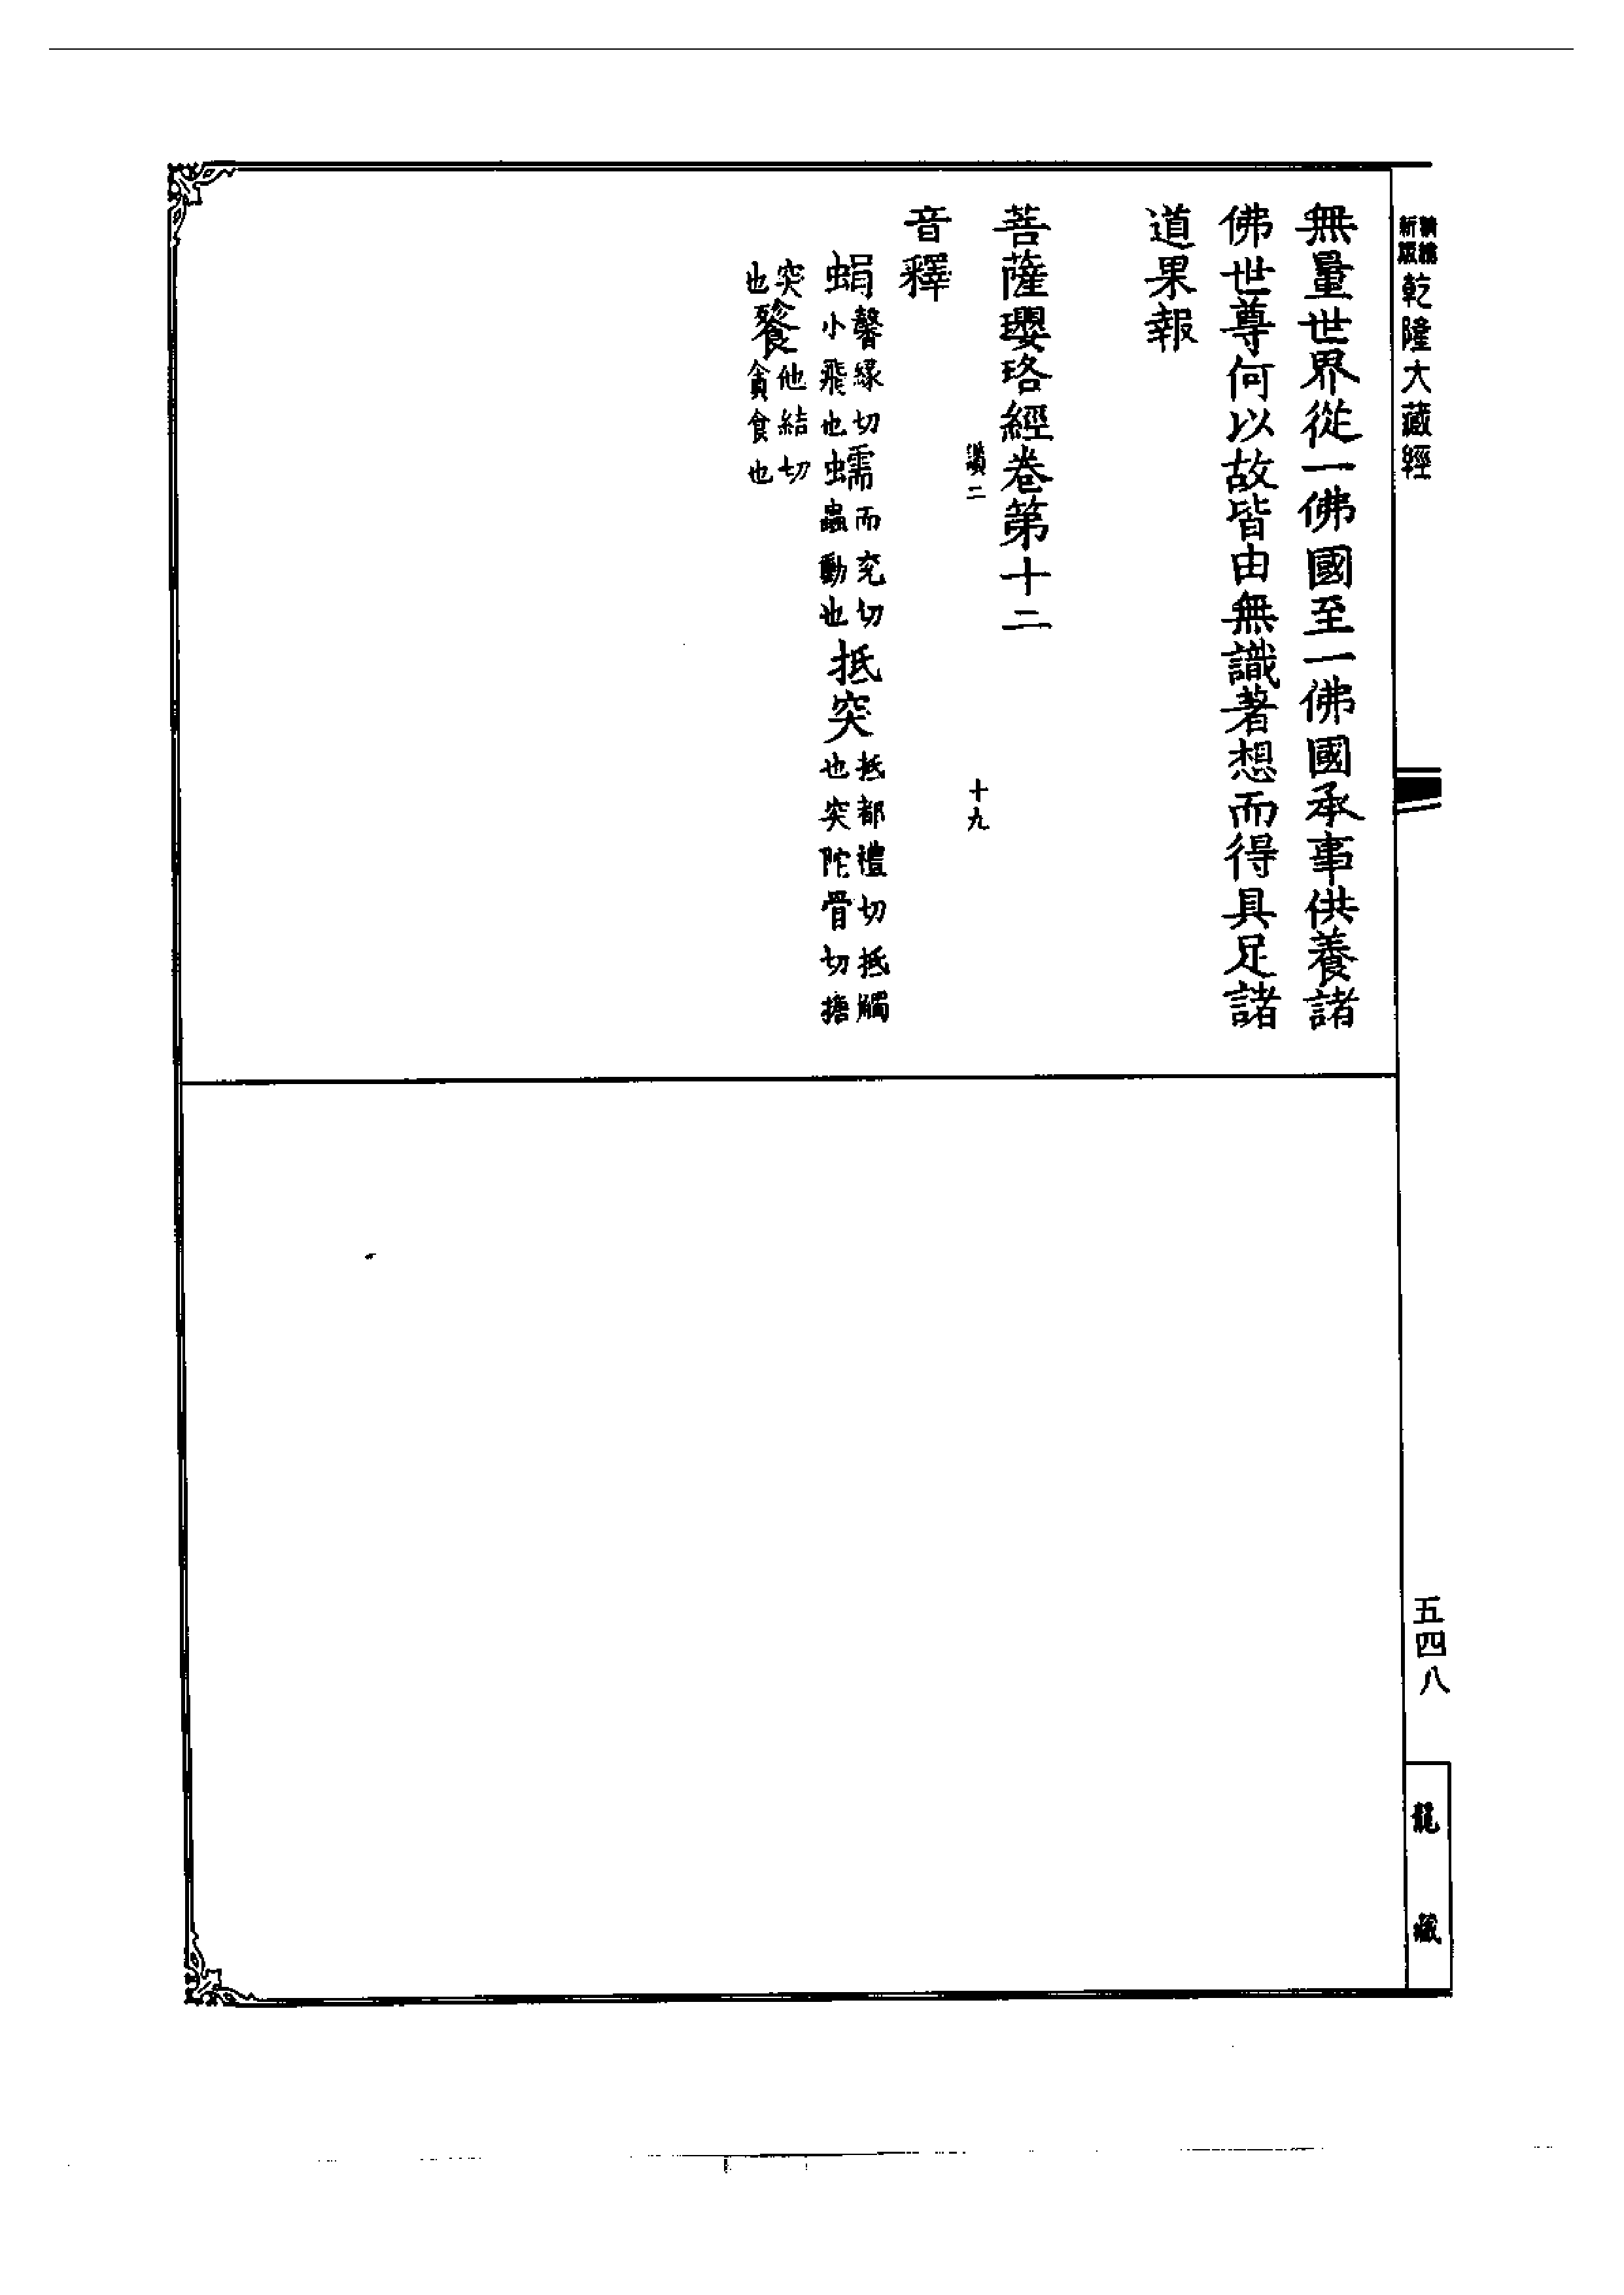 新版
乾隆大藏經
無量世界從一佛國至一佛國承事供養諸
佛世尊何以故皆由無識著想而得具足諸
道果報
菩薩瓔珞經卷第十二
讃二
十九
音釋
蜎馨緣切小飛也蠕而兗切蟲動也抵突抵都禮切抵觸也突陀骨切搪
突也餮他結切貪食也
五四八
龍藏